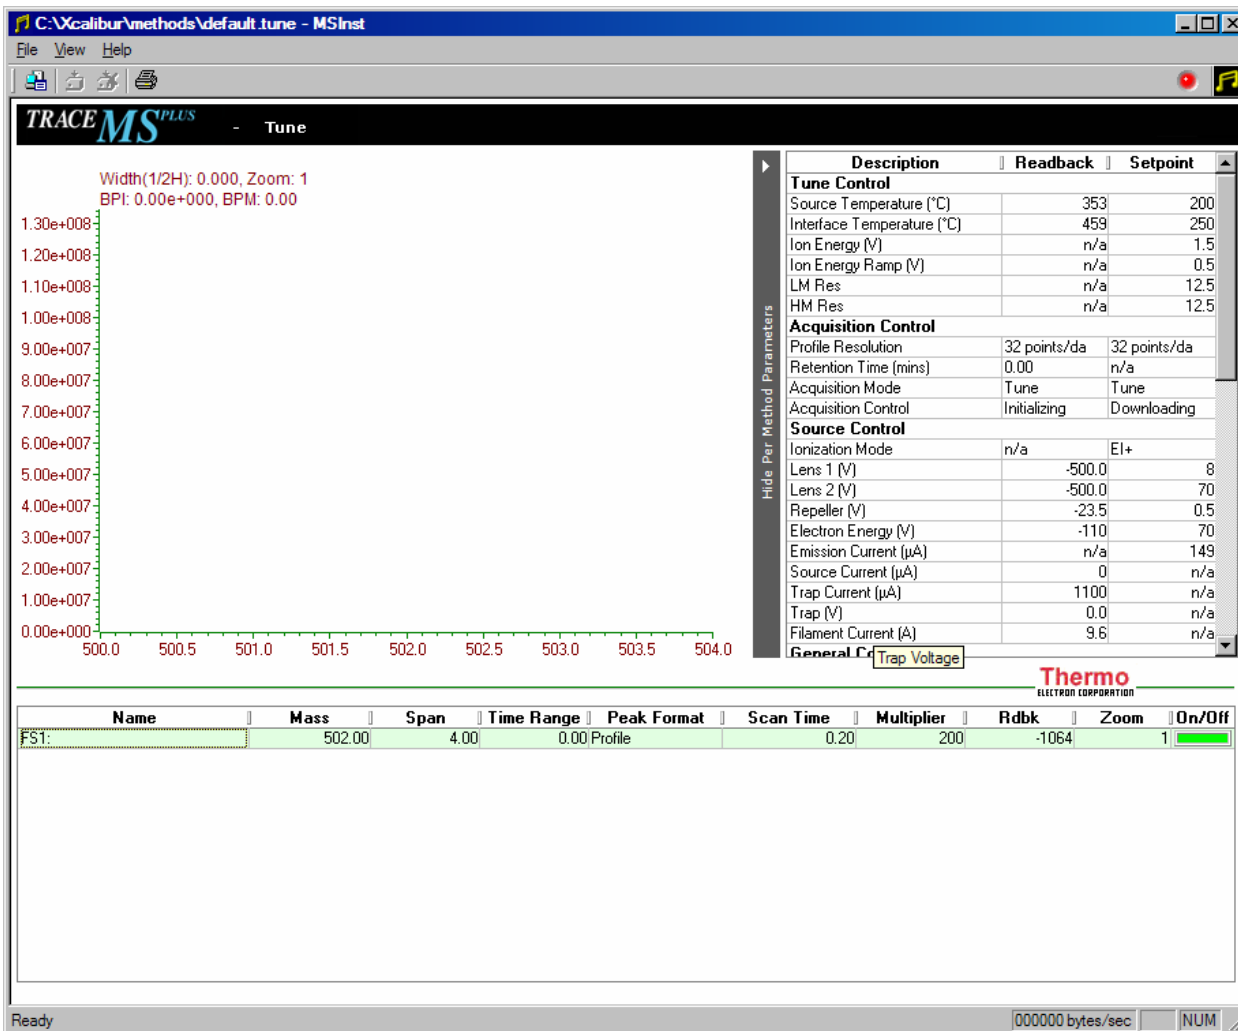 C:\Xcalibur\methods\default.tune - MSInst
File View Help
TRACE MS PLUS - Tune
Width(1/2H): 0.000, Zoom: 1
BPI: 0.00e+000, BPM: 0.00
1.30e+008
1.20e+008
1.10e+008
1.00e+008
9.00e+007
8.00e+007
7.00e+007
6.00e+007
5.00e+007
4.00e+007
3.00e+007
2.00e+007
1.00e+007
0.00e+000
500.0 500.5 501.0 501.5 502.0 502.5 503.0 503.5 504.0
Hide Per Method Parameters
Description Readback Setpoint
Tune Control
Source Temperature (°C) 353 200
Interface Temperature (°C) 459 250
Ion Energy (V) n/a 1.5
Ion Energy Ramp (V) n/a 0.5
LM Res n/a 12.5
HM Res n/a 12.5
Acquisition Control
Profile Resolution 32 points/da 32 points/da
Retention Time (mins) 0.00 n/a
Acquisition Mode Tune Tune
Acquisition Control Initializing Downloading
Source Control
Ionization Mode n/a EI+
Lens 1 (V) -500.0 8
Lens 2 (V) -500.0 70
Repeller (V) -23.5 0.5
Electron Energy (V) -110 70
Emission Current (µA) n/a 149
Source Current (µA) 0 n/a
Trap Current (µA) 1100 n/a
Trap (V) 0.0 n/a
Filament Current (A) 9.6 n/a
General Co
Trap Voltage
Thermo
ELECTRON CORPORATION
Name Mass Span Time Range Peak Format Scan Time Multiplier Rdbk Zoom On/Off
FS1: 502.00 4.00 0.00 Profile 0.20 200 -1064 1
Ready 000000 bytes/sec NUM